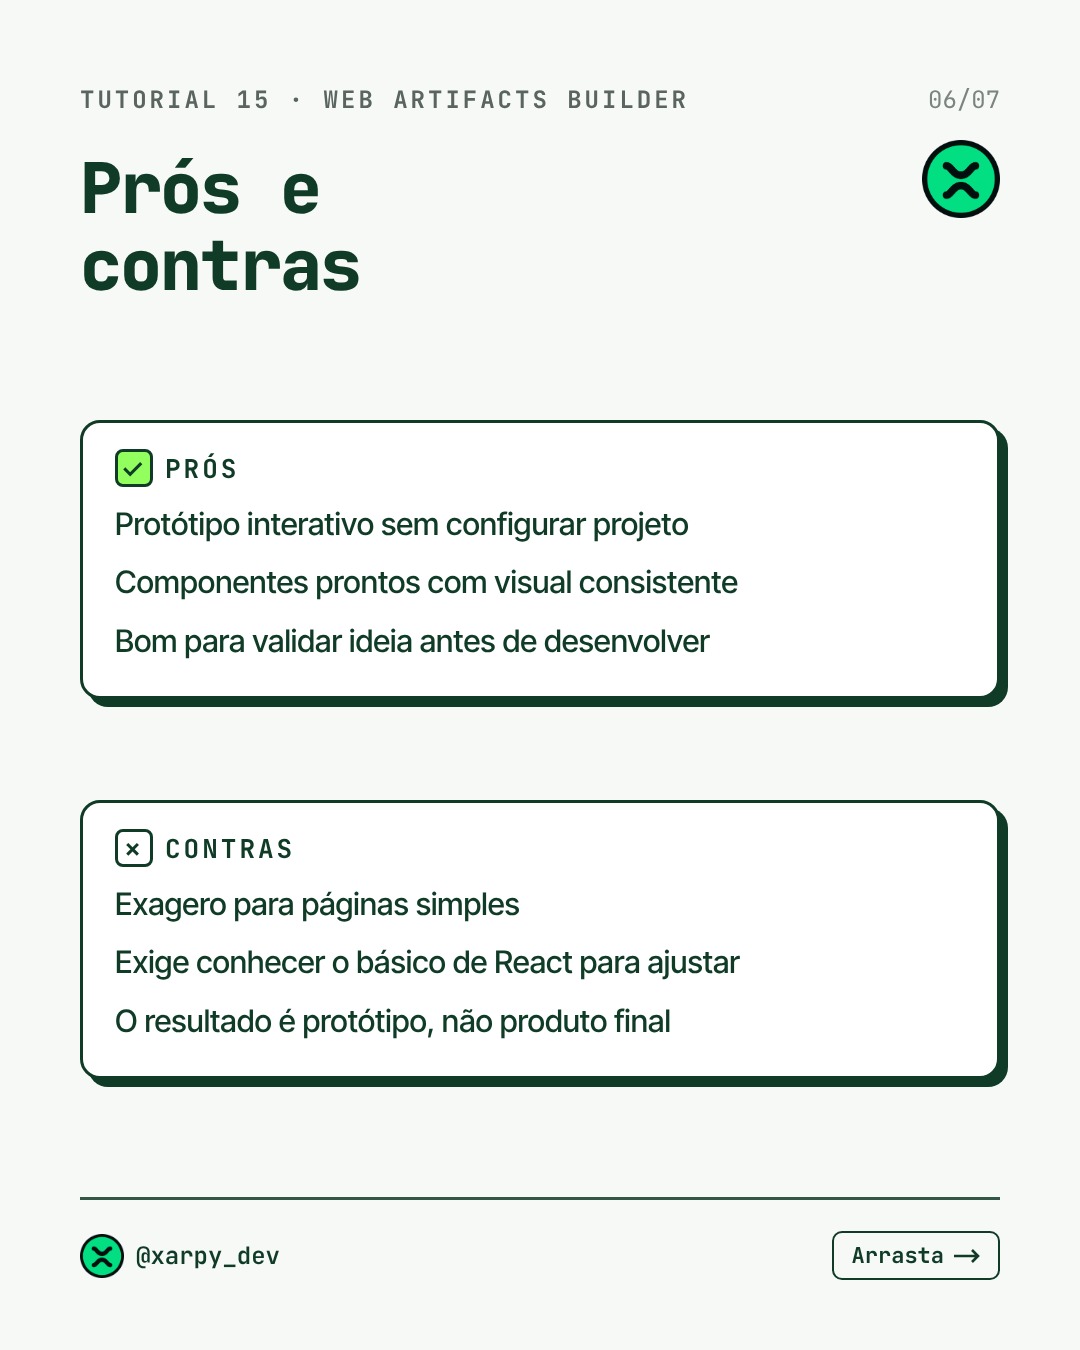 TUTORIAL 15 · WEB ARTIFACTS BUILDER
06/07
Prós e
contras
PRÓS
Protótipo interativo sem configurar projeto
Componentes prontos com visual consistente
Bom para validar ideia antes de desenvolver
CONTRAS
Exagero para páginas simples
Exige conhecer o básico de React para ajustar
O resultado é protótipo, não produto final
@xarpy_dev
Arrasta →